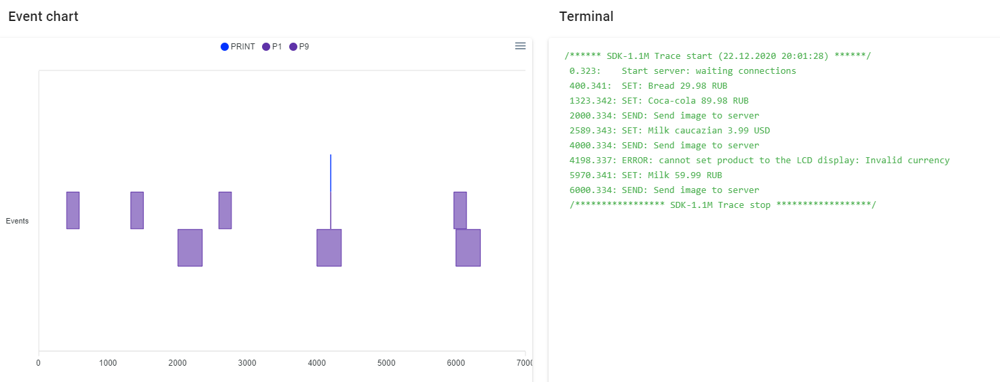 Event chart
PRINT P1 P9
Events
0 1000 2000 3000 4000 5000 6000 7000
Terminal
/****** SDK-1.1M Trace start (22.12.2020 20:01:28) ******/
0.323: Start server: waiting connections
400.341: SET: Bread 29.98 RUB
1323.342: SET: Coca-cola 89.98 RUB
2000.334: SEND: Send image to server
2589.343: SET: Milk caucazian 3.99 USD
4000.334: SEND: Send image to server
4198.337: ERROR: cannot set product to the LCD display: Invalid currency
5970.341: SET: Milk 59.99 RUB
6000.334: SEND: Send image to server
/***************** SDK-1.1M Trace stop ******************/